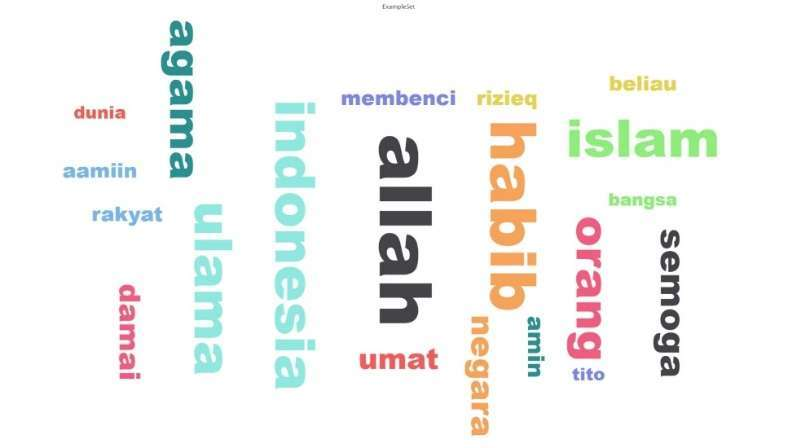 ExampleSet
agama
dunia
aamiin
rakyat
damai
ulama
indonesia
membenci
allah
umat
rizieq
habib
negara
amin
beliau
islam
bangsa
orang
tito
semoga